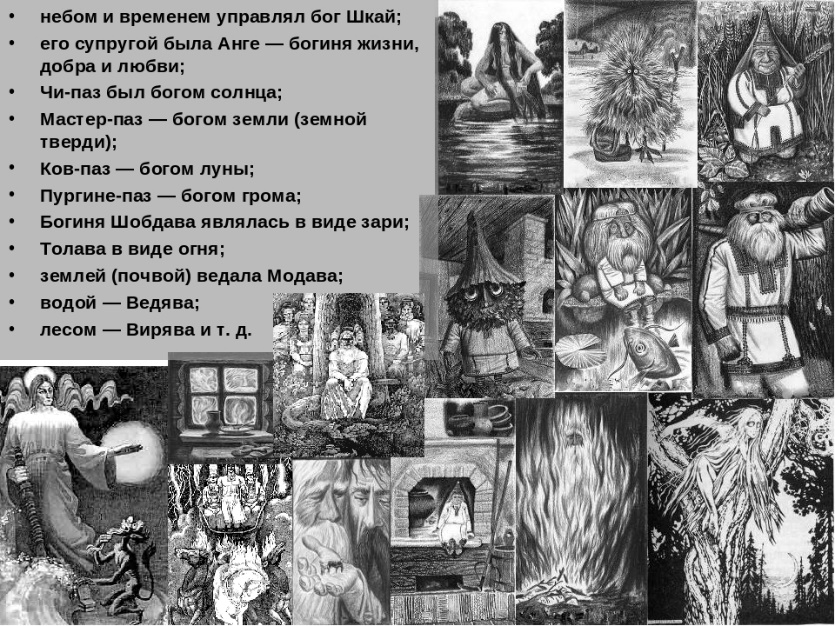 • небом и временем управлял бог Шкай;
• его супругой была Анге — богиня жизни,
добра и любви;
• Чи-паз был богом солнца;
• Мастер-паз — богом земли (земной
тверди);
• Ков-паз — богом луны;
• Пургине-паз — богом грома;
• Богиня Шобдава являлась в виде зари;
• Толава в виде огня;
• землей (почвой) ведала Модава;
• водой — Ведява;
• лесом — Вирява и т. д.